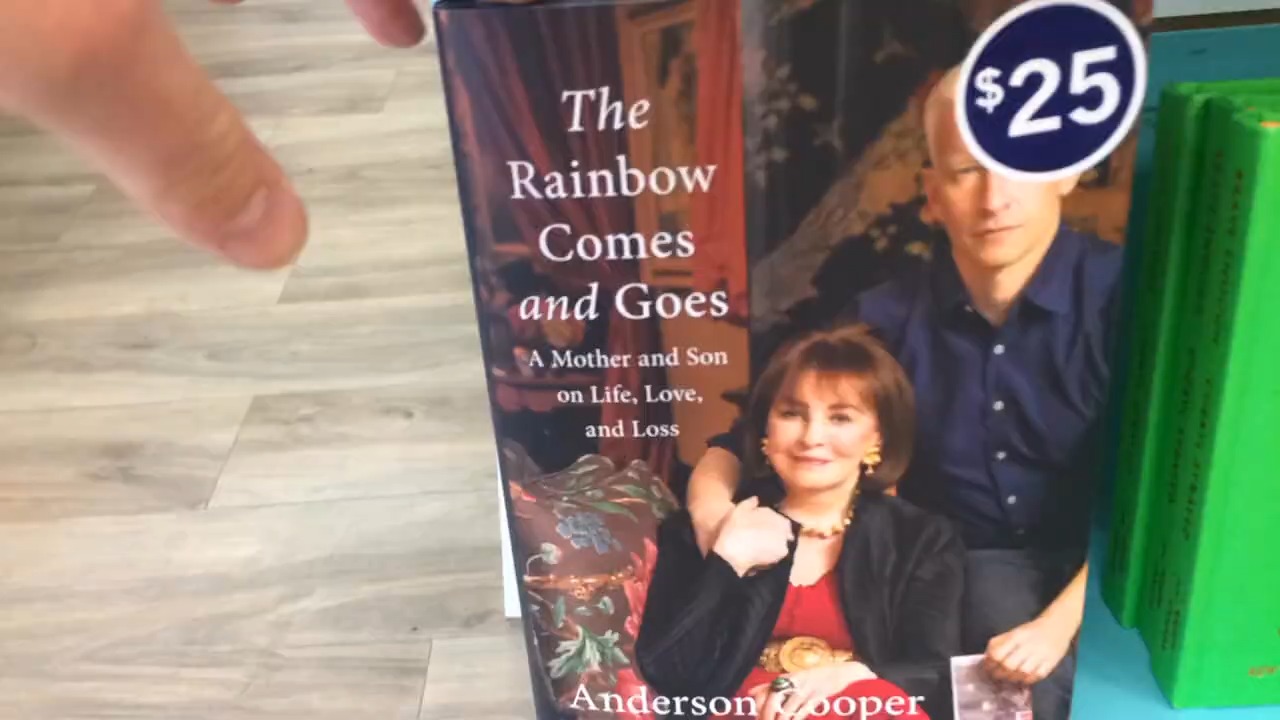 $25
The
Rainbow
Comes
and Goes
A Mother and Son
on Life, Love,
and Loss
Anderson Cooper